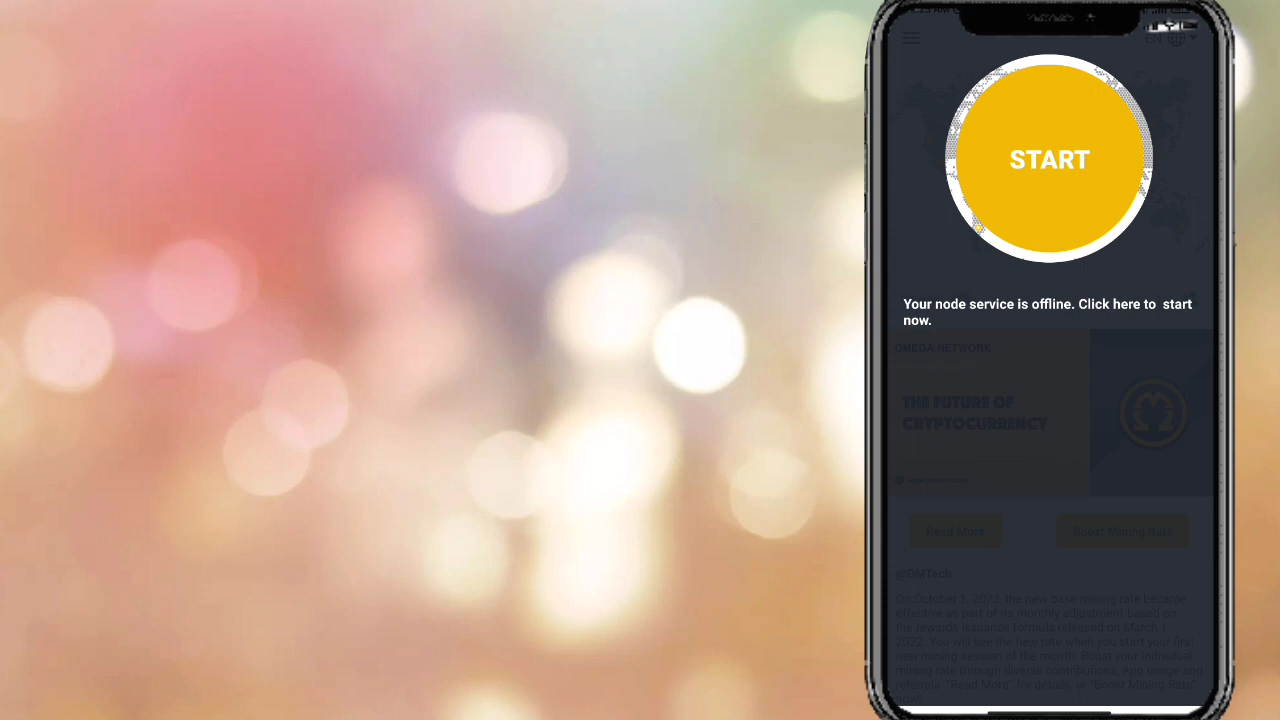 EN
START
Your node service is offline. Click here to start
now.
OMEGA NETWORK
THE FUTURE OF
CRYPTOCURRENCY
Read More
Boost Mining Rate
@OMTech
On October 1, 2022, the new base mining rate became
effective as part of its monthly adjustment based on
the rewards issuance formula released on March 1,
2022. You will see the new rate when you start your first
new mining session of the month. Boost your individual
mining rate through diverse contributions, App usage and
referrals. "Read More" for details, or "Boost Mining Rate"